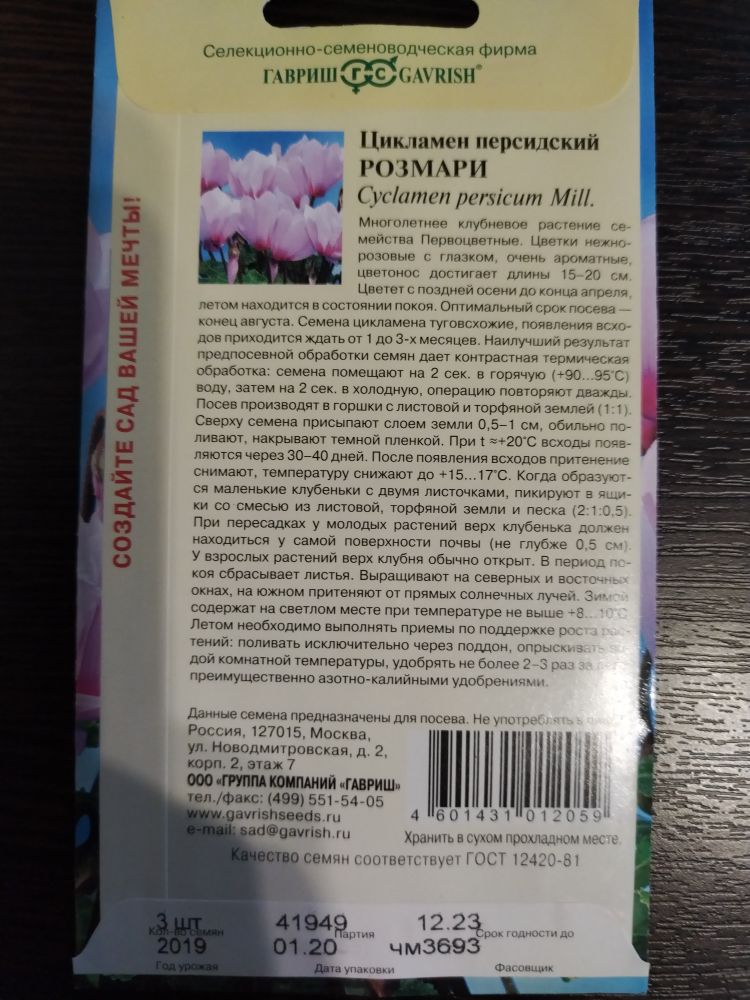 Селекционно-семеноводческая фирма
ГАВРИШ Г-С GAVRISH®
СОЗДАЙТЕ САД ВАШЕЙ МЕЧТЫ!
Цикламен персидский
РОЗМАРИ
Cyclamen persicum Mill.
Многолетнее клубневое растение се-
мейства Первоцветные. Цветки нежно-
розовые с глазком, очень ароматные,
цветонос достигает длины 15–20 см.
Цветет с поздней осени до конца апреля,
летом находится в состоянии покоя. Оптимальный срок посева —
конец августа. Семена цикламена туговсхожие, появления всхо-
дов приходится ждать от 1 до 3-х месяцев. Наилучший результат
предпосевной обработки семян дает контрастная термическая
обработка: семена помещают на 2 сек. в горячую (+90...95°С)
воду, затем на 2 сек. в холодную, операцию повторяют дважды.
Посев производят в горшки с листовой и торфяной землей (1:1).
Сверху семена присыпают слоем земли 0,5–1 см, обильно по-
ливают, накрывают темной пленкой. При t ≈+20°С всходы появ-
ляются через 30–40 дней. После появления всходов притенение
снимают, температуру снижают до +15...17°С. Когда образуют-
ся маленькие клубеньки с двумя листочками, пикируют в ящи-
ки со смесью из листовой, торфяной земли и песка (2:1:0,5).
При пересадках у молодых растений верх клубенька должен
находиться у самой поверхности почвы (не глубже 0,5 см).
У взрослых растений верх клубня обычно открыт. В период по-
коя сбрасывает листья. Выращивают на северных и восточных
окнах, на южном притеняют от прямых солнечных лучей. Зимой
содержат на светлом месте при температуре не выше +8...10°С
Летом необходимо выполнять приемы по поддержке роста рас-
тений: поливать исключительно через поддон, опрыскивать во-
дой комнатной температуры, удобрять не более 2–3 раз за
преимущественно азотно-калийными удобрениями.
Данные семена предназначены для посева. Не употреблять в пищу
Россия, 127015, Москва,
ул. Новодмитровская, д. 2,
корп. 2, этаж 7
ООО «ГРУППА КОМПАНИЙ «ГАВРИШ»
тел./факс: (499) 551-54-05
www.gavrishseeds.ru
e-mail: sad@gavrish.ru
4 601431 012059
Хранить в сухом прохладном месте.
Качество семян соответствует ГОСТ 12420-81
3 шт 41949 12.23
Кол-во семян Партия Срок годности до
2019 01.20 чм3693
Год урожая Дата упаковки Фасовщик